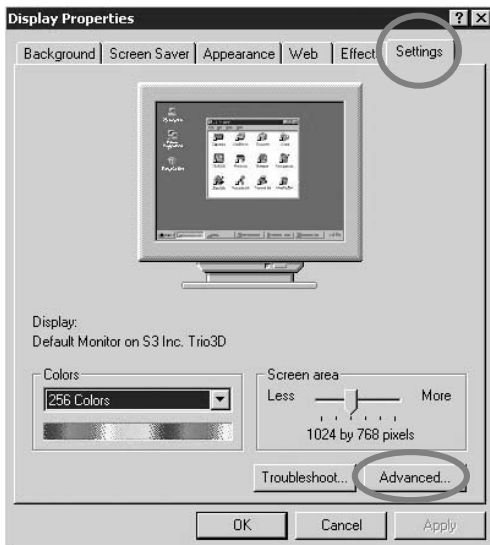 Display Properties
Background Screen Saver Appearance Web Effect Settings
Display:
Default Monitor on S3 Inc. Trio3D
Colors
Screen area
256 Colors
Less More
1024 by 768 pixels
Troubleshoot... Advanced...
OK Cancel Apply